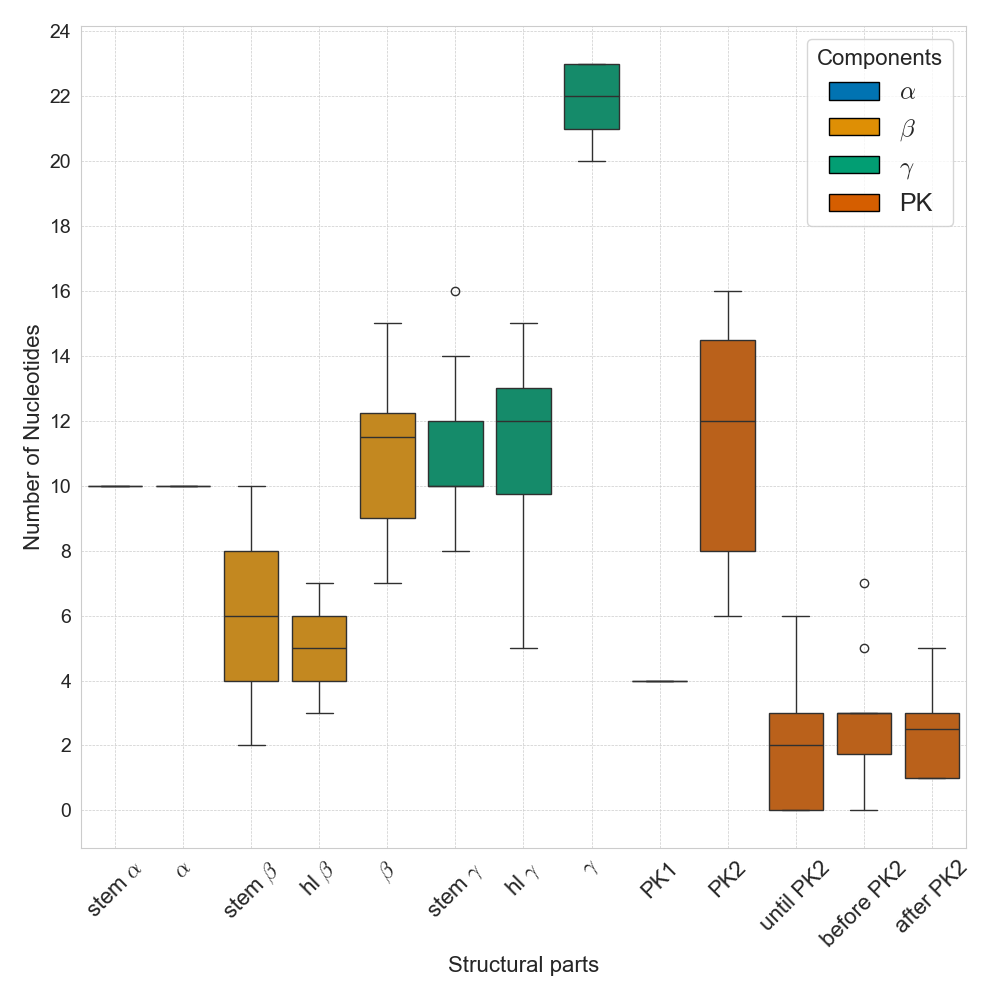 24
22
20
18
16
14
12
10
8
6
4
2
0
Number of Nucleotides
Components
α
β
γ
PK
stem α
α
stem β
hl β
β
stem γ
hl γ
γ
PK1
PK2
until PK2
before PK2
after PK2
Structural parts